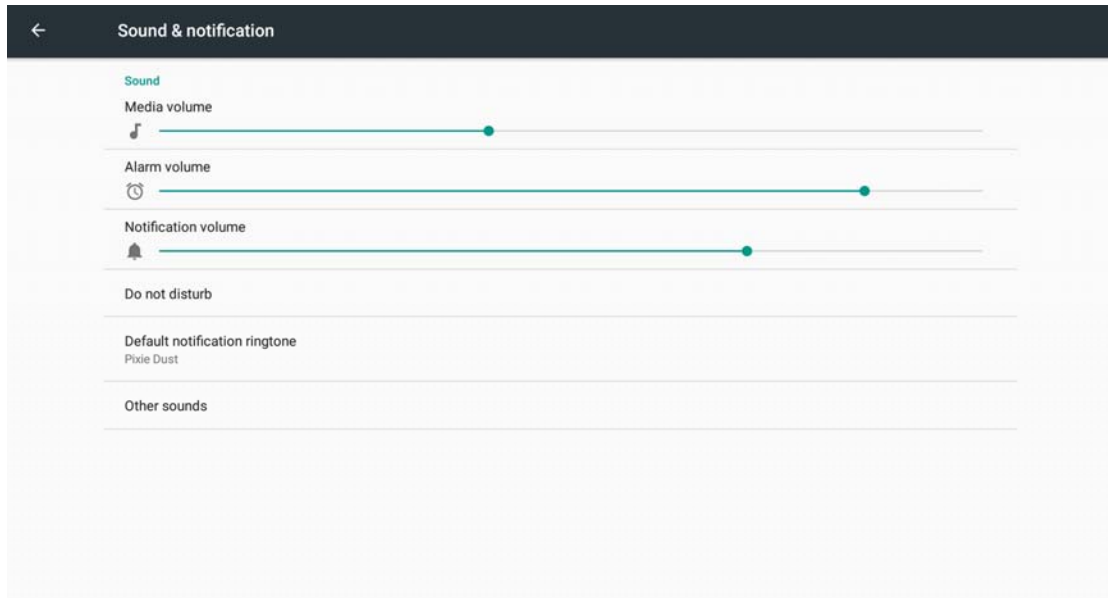 Sound & notification
Sound
Media volume
Alarm volume
Notification volume
Do not disturb
Default notification ringtone
Pixie Dust
Other sounds